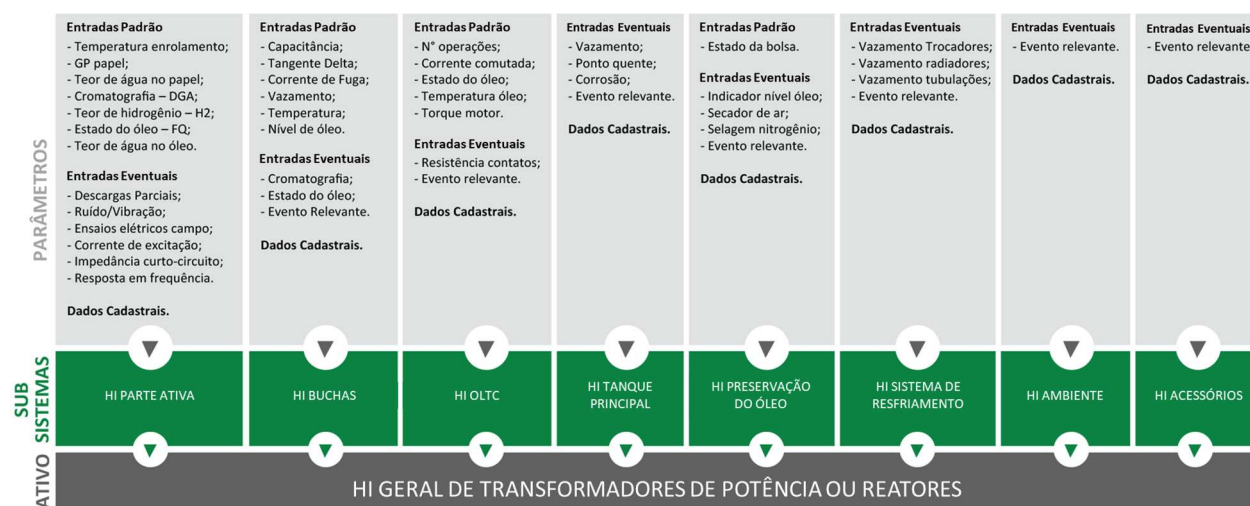 PARÂMETROS
Entradas Padrão
- Temperatura enrolamento;
- GP papel;
- Teor de água no papel;
- Cromatografia – DGA;
- Teor de hidrogênio – H2;
- Estado do óleo – FQ;
- Teor de água no óleo.
Entradas Eventuais
- Descargas Parciais;
- Ruído/Vibração;
- Ensaios elétricos campo;
- Corrente de excitação;
- Impedância curto-circuito;
- Resposta em frequência.
Dados Cadastrais.
Entradas Padrão
- Capacitância;
- Tangente Delta;
- Corrente de Fuga;
- Vazamento;
- Temperatura;
- Nível de óleo.
Entradas Eventuais
- Cromatografia;
- Estado do óleo;
- Evento Relevante.
Dados Cadastrais.
Entradas Padrão
- N° operações;
- Corrente comutada;
- Estado do óleo;
- Temperatura óleo;
- Torque motor.
Entradas Eventuais
- Resistência contatos;
- Evento relevante.
Dados Cadastrais.
Entradas Eventuais
- Vazamento;
- Ponto quente;
- Corrosão;
- Evento relevante.
Dados Cadastrais.
Entradas Padrão
- Estado da bolsa.
Entradas Eventuais
- Indicador nível óleo;
- Secador de ar;
- Selagem nitrogênio;
- Evento relevante.
Dados Cadastrais.
Entradas Eventuais
- Vazamento Trocadores;
- Vazamento radiadores;
- Vazamento tubulações;
- Evento relevante.
Dados Cadastrais.
Entradas Eventuais
- Evento relevante.
Dados Cadastrais.
Entradas Eventuais
- Evento relevante
Dados Cadastrais.
SUB
SISTEMAS
HI PARTE ATIVA
HI BUCHAS
HI OLTC
HI TANQUE
PRINCIPAL
HI PRESERVAÇÃO
DO ÓLEO
HI SISTEMA DE
RESFRIAMENTO
HI AMBIENTE
HI ACESSÓRIOS
ATIVO
HI GERAL DE TRANSFORMADORES DE POTÊNCIA OU REATORES